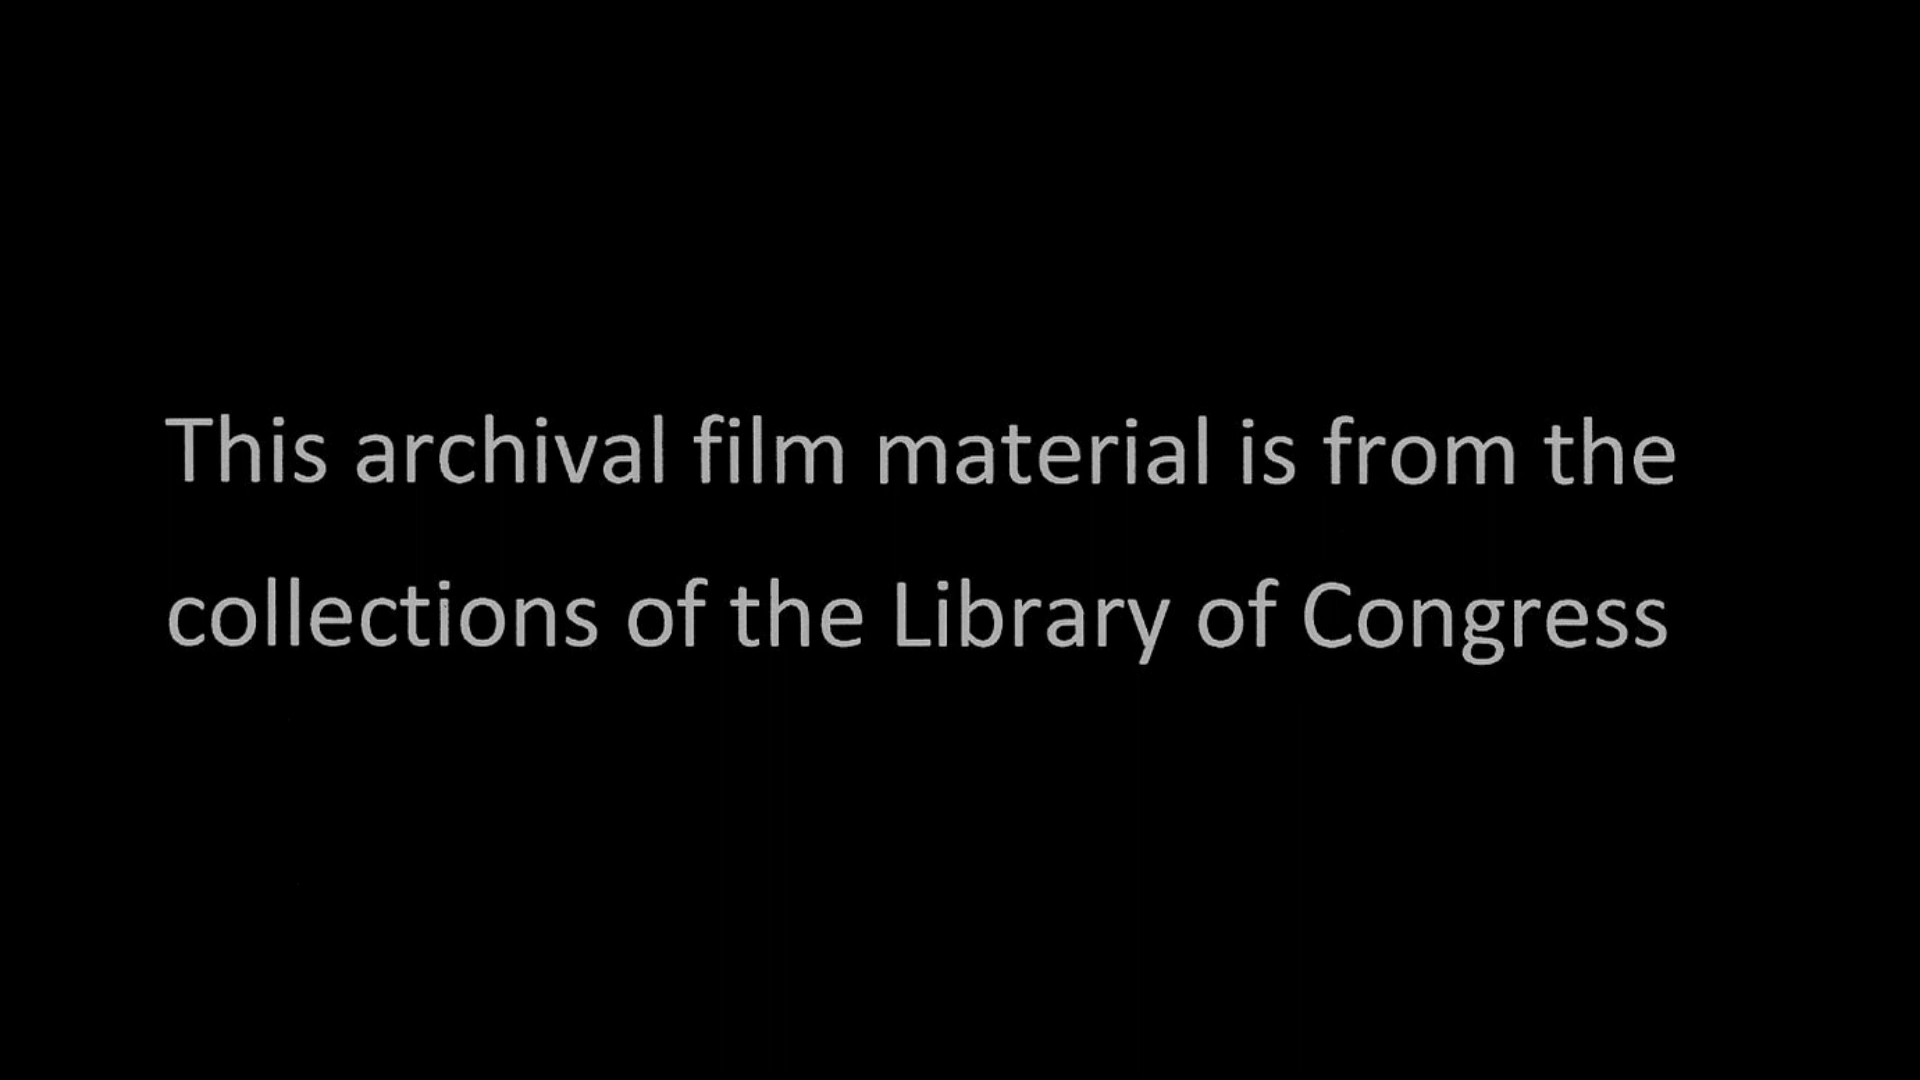 This archival film material is from the
collections of the Library of Congress